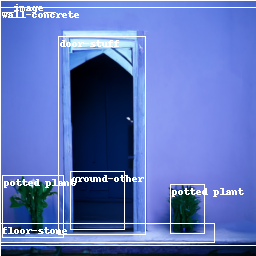 image
wall-concrete
door-stuff
potted plant
ground-other
potted plant
floor-stone